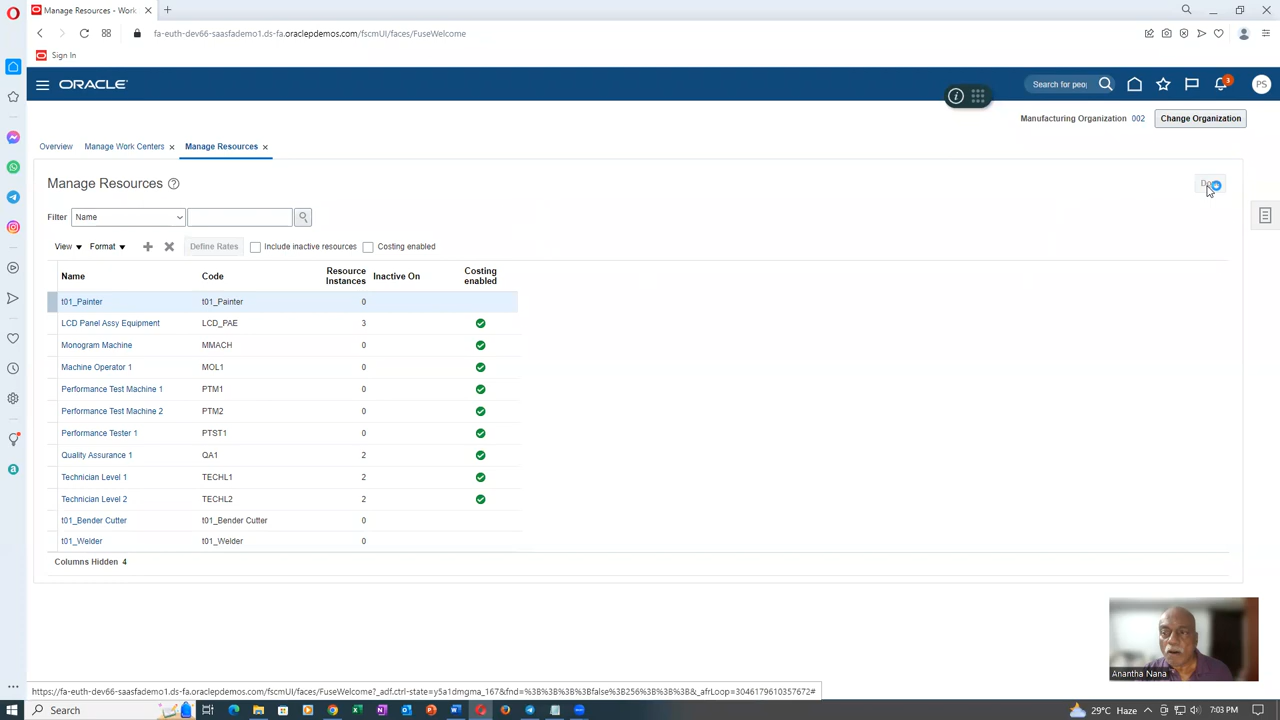 Manage Resources - Work
fa-euth-dev66-saasfademo1.ds-fa.oraclepdemos.com/fscmUI/faces/FuseWelcome
Sign In
ORACLE
Search for peo
3
PS
Manufacturing Organization 002 Change Organization
Overview Manage Work Centers Manage Resources
Manage Resources
Filter Name
View Format Define Rates Include inactive resources Costing enabled
Name Code Resource Instances Inactive On Costing enabled
t01_Painter t01_Painter 0
LCD Panel Assy Equipment LCD_PAE 3
Monogram Machine MMACH 0
Machine Operator 1 MOL1 0
Performance Test Machine 1 PTM1 0
Performance Test Machine 2 PTM2 0
Performance Tester 1 PTST1 0
Quality Assurance 1 QA1 2
Technician Level 1 TECHL1 2
Technician Level 2 TECHL2 2
t01_Bender Cutter t01_Bender Cutter 0
t01_Welder t01_Welder 0
Columns Hidden 4
Anantha Nana
https://fa-euth-dev66-saasfademo1.ds-fa.oraclepdemos.com/fscmUI/faces/FuseWelcome?_adf.ctrl-state=y5a1dmgma_167&fnd=%3B%3B%3B%3Bfalse%3B256%3B%3B%3B&_afrLoop=3046179610357672#
Search
29°C Haze
7:03 PM